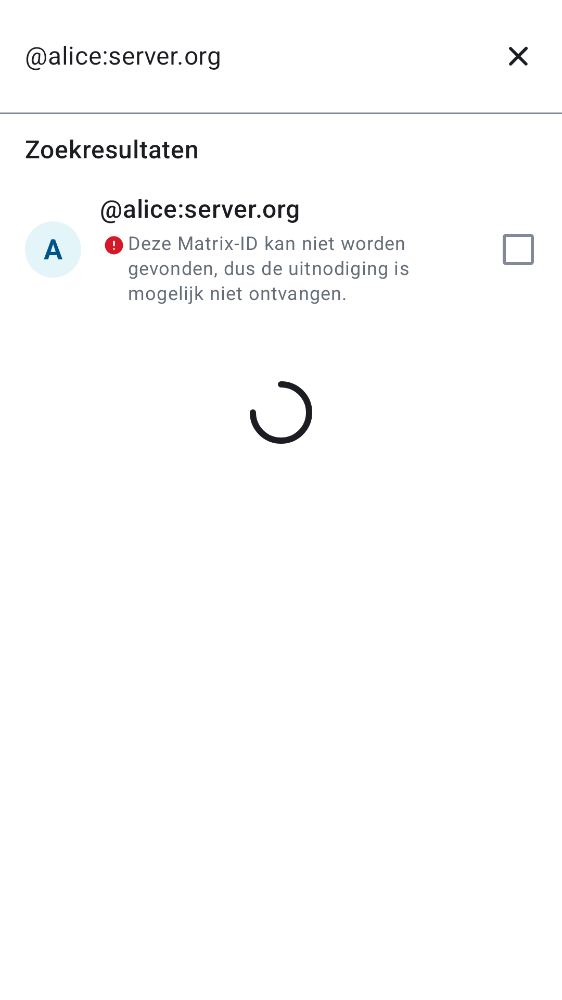 @alice:server.org
Zoekresultaten
@alice:server.org
A
Deze Matrix-ID kan niet worden
gevonden, dus de uitnodiging is
mogelijk niet ontvangen.